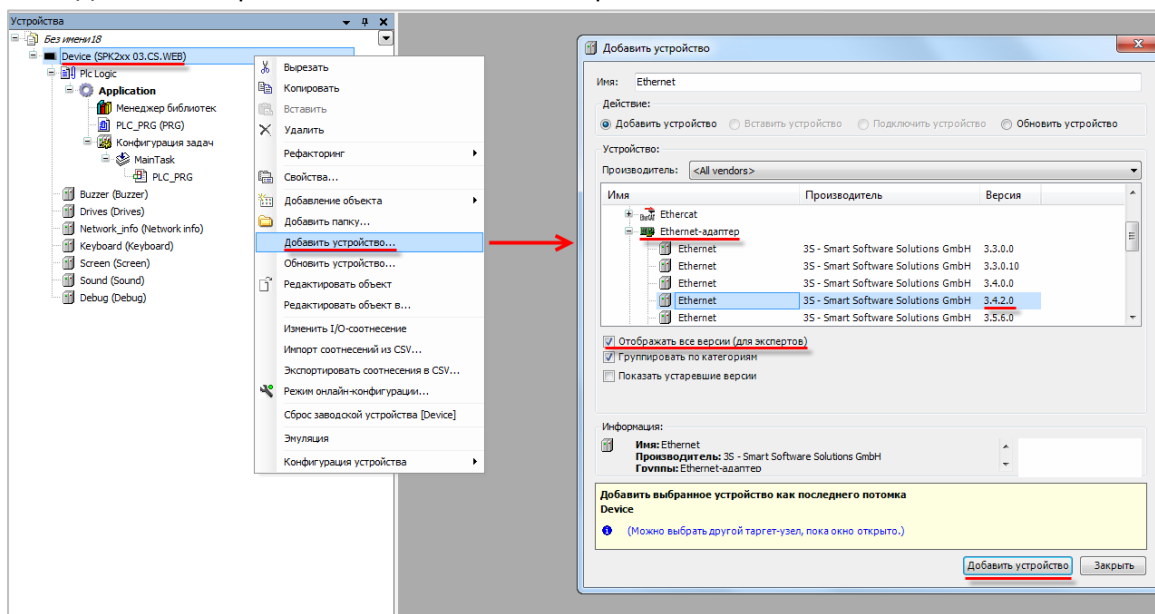 Устройства
Без имени18
Device (SPK2xx 03.CS.WEB)
Plc Logic
Application
Менеджер библиотек
PLC_PRG (PRG)
Конфигурация задач
MainTask
PLC_PRG
Buzzer (Buzzer)
Drives (Drives)
Network_info (Network info)
Keyboard (Keyboard)
Screen (Screen)
Sound (Sound)
Debug (Debug)
Вырезать
Копировать
Вставить
Удалить
Рефакторинг
Свойства...
Добавление объекта
Добавить папку...
Добавить устройство...
Обновить устройство...
Редактировать объект
Редактировать объект в...
Изменить I/O-соотнесение
Импорт соотнесений из CSV...
Экспортировать соотнесения в CSV...
Режим онлайн-конфигурации...
Сброс заводской устройства [Device]
Эмуляция
Конфигурация устройства
Добавить устройство
Имя: Ethernet
Действие:
Добавить устройство Вставить устройство Подключить устройство Обновить устройство
Устройство:
Производитель: <All vendors>
Имя Производитель Версия
Ethercat
Ethernet-адаптер
Ethernet 3S - Smart Software Solutions GmbH 3.3.0.0
Ethernet 3S - Smart Software Solutions GmbH 3.3.0.10
Ethernet 3S - Smart Software Solutions GmbH 3.4.0.0
Ethernet 3S - Smart Software Solutions GmbH 3.4.2.0
Ethernet 3S - Smart Software Solutions GmbH 3.5.6.0
Отображать все версии (для экспертов)
Группировать по категориям
Показать устаревшие версии
Информация:
Имя: Ethernet
Производитель: 3S - Smart Software Solutions GmbH
Группы: Ethernet-адаптер
Добавить выбранное устройство как последнего потомка
Device
(Можно выбрать другой таргет-узел, пока окно открыто.)
Добавить устройство Закрыть